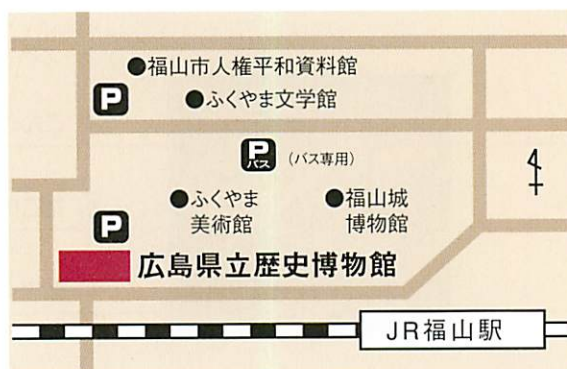 ●福山市人権平和資料館
P
●ふくやま文学館
P
バス
(バス専用)
●ふくやま
美術館
●福山城
博物館
P
広島県立歴史博物館
JR福山駅